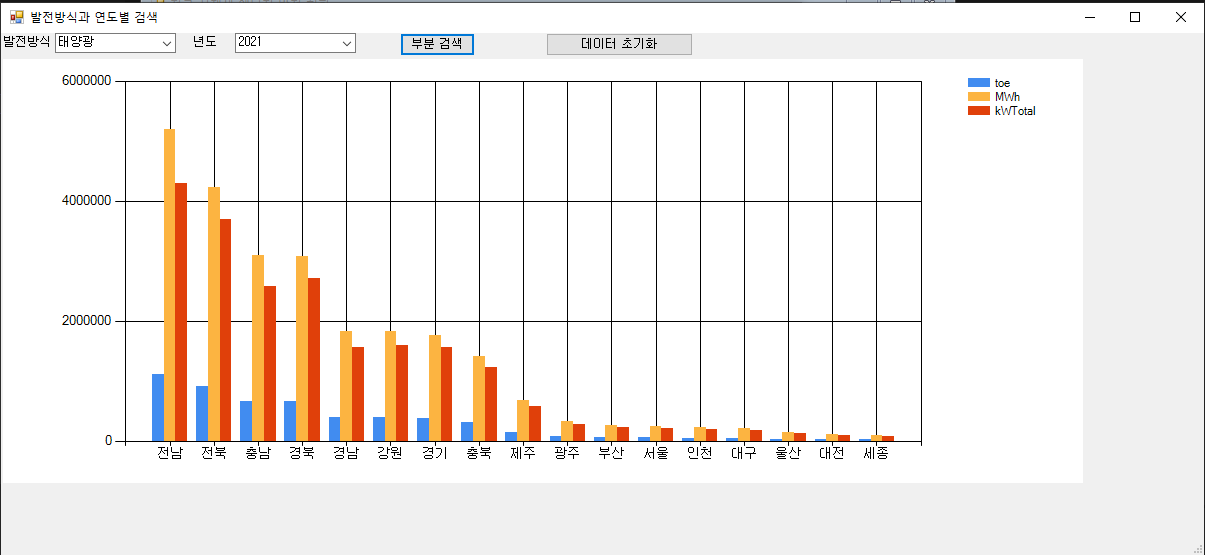 발전방식과 연도별 검색
발전방식 태양광 년도 2021 부분 검색 데이터 초기화
6000000
4000000
2000000
0
전남 전북 충남 경북 경남 강원 경기 충북 제주 광주 부산 서울 인천 대구 울산 대전 세종
toe
MWh
kWTotal